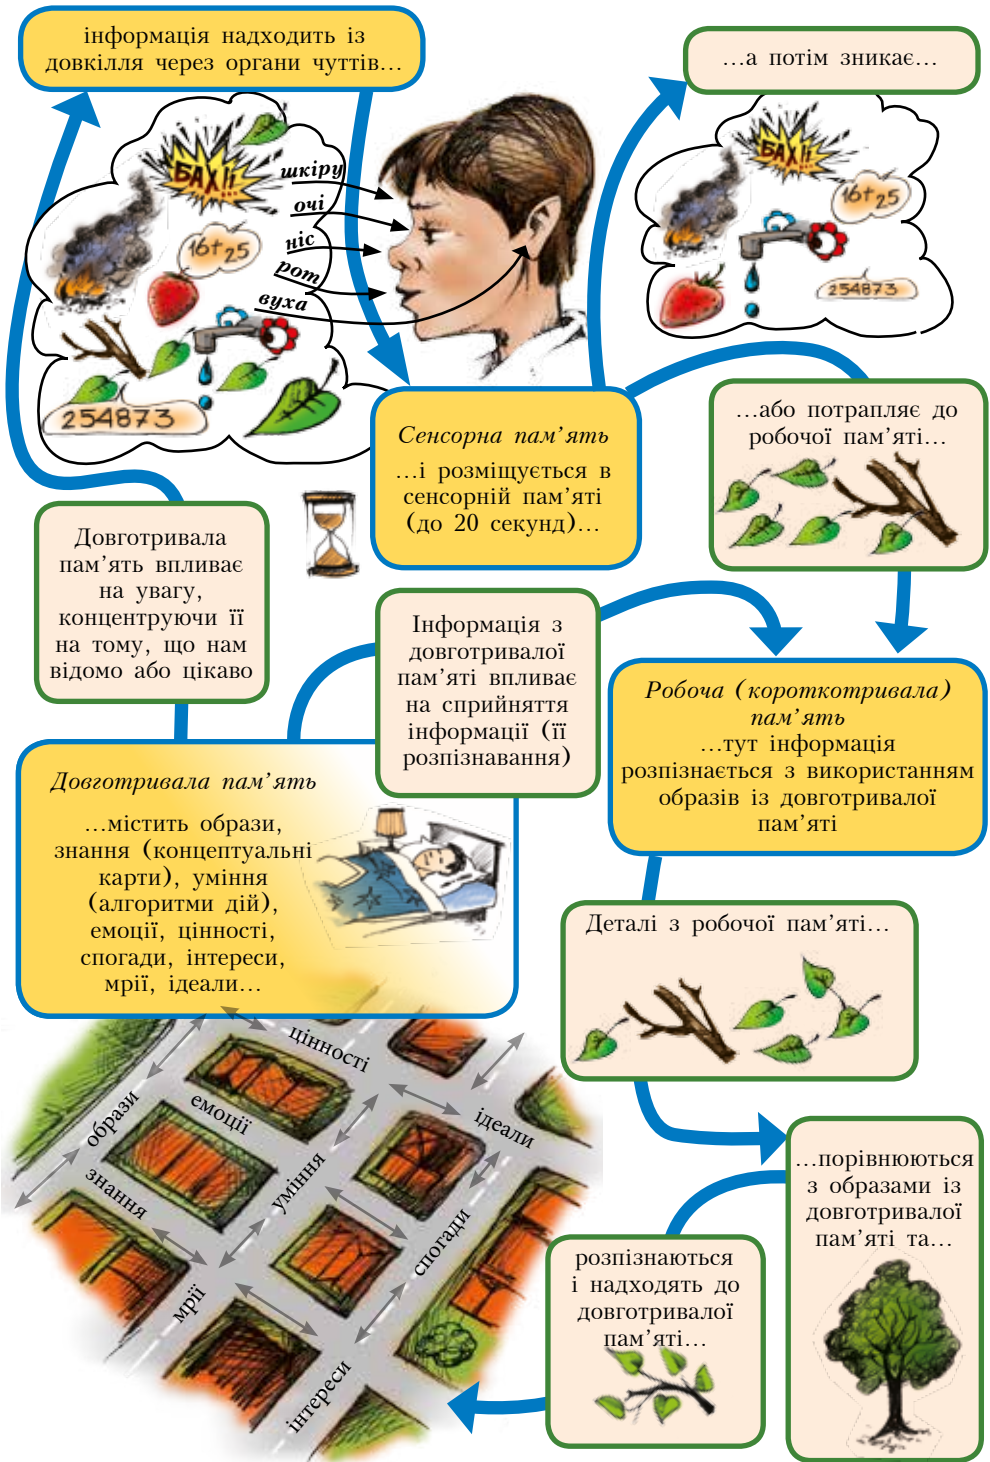 інформація надходить із
довкілля через органи чуттів...
...а потім зникає...
БАХ!!
шкіру
очі
ніс
рот
вуха
16+25
254873
БАХ!!
16+25
254873
Сенсорна пам’ять
...і розміщується в
сенсорній пам’яті
(до 20 секунд)...
...або потрапляє до
робочої пам’яті...
Довготривала
пам’ять впливає
на увагу,
концентруючи її
на тому, що нам
відомо або цікаво
Інформація з
довготривалої
пам’яті впливає
на сприйняття
інформації (її
розпізнавання)
Робоча (короткотривала)
пам’ять
...тут інформація
розпізнається з використанням
образів із довготривалої
пам’яті
Довготривала пам’ять
...містить образи,
знання (концептуальні
карти), уміння
(алгоритми дій),
емоції, цінності,
спогади, інтереси,
мрії, ідеали...
Деталі з робочої пам’яті...
...порівнюються
з образами із
довготривалої
пам’яті та...
розпізнаються
і надходять до
довготривалої
пам’яті...
цінності
образи
емоції
ідеали
знання
уміння
спогади
мрії
інтереси